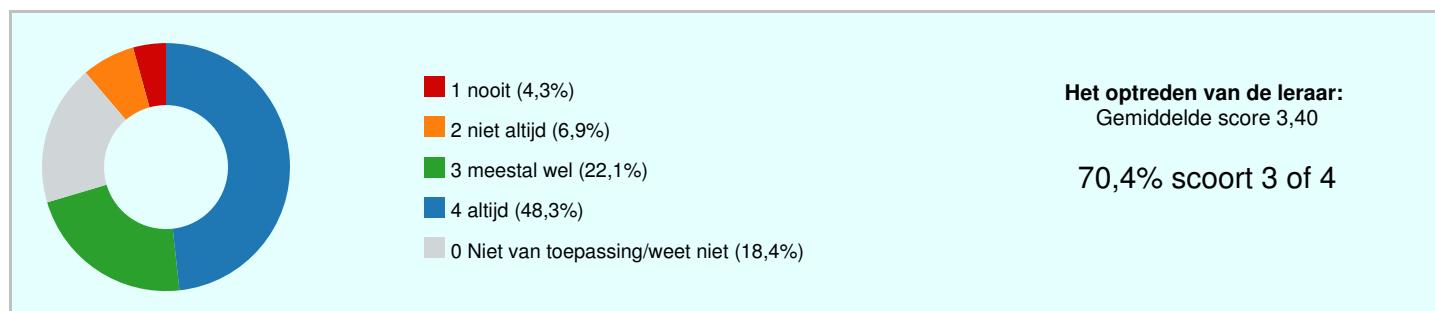 1 nooit (4,3%)
2 niet altijd (6,9%)
3 meestal wel (22,1%)
4 altijd (48,3%)
0 Niet van toepassing/weet niet (18,4%)
Het optreden van de leraar:
Gemiddelde score 3,40
70,4% scoort 3 of 4